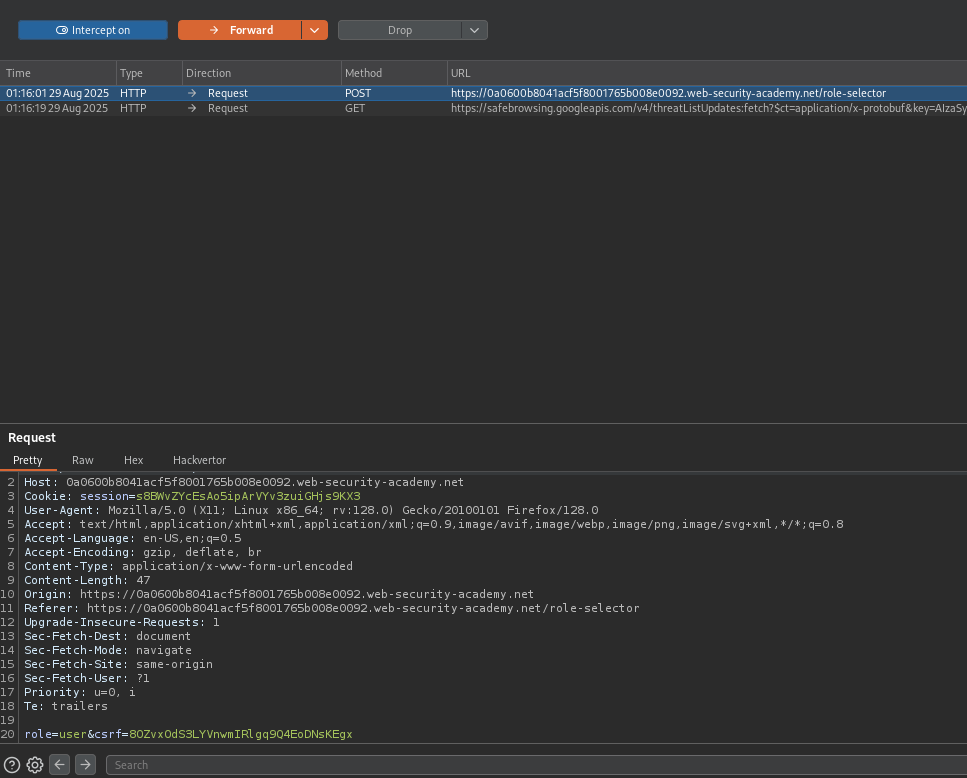 Intercept on Forward Drop
Time Type Direction Method URL
01:16:01 29 Aug 2025 HTTP → Request POST https://0a0600b8041acf5f8001765b008e0092.web-security-academy.net/role-selector
01:16:19 29 Aug 2025 HTTP → Request GET https://safebrowsing.googleapis.com/v4/threatListUpdates:fetch?$ct=application/x-protobuf&key=AIzaSy
Request
Pretty Raw Hex Hackvertor
2 Host: 0a0600b8041acf5f8001765b008e0092.web-security-academy.net
3 Cookie: session=s8BWvZYcEsAo5ipArVYv3zuiGHjs9KX3
4 User-Agent: Mozilla/5.0 (X11; Linux x86_64; rv:128.0) Gecko/20100101 Firefox/128.0
5 Accept: text/html,application/xhtml+xml,application/xml;q=0.9,image/avif,image/webp,image/png,image/svg+xml,*/*;q=0.8
6 Accept-Language: en-US,en;q=0.5
7 Accept-Encoding: gzip, deflate, br
8 Content-Type: application/x-www-form-urlencoded
9 Content-Length: 47
10 Origin: https://0a0600b8041acf5f8001765b008e0092.web-security-academy.net
11 Referer: https://0a0600b8041acf5f8001765b008e0092.web-security-academy.net/role-selector
12 Upgrade-Insecure-Requests: 1
13 Sec-Fetch-Dest: document
14 Sec-Fetch-Mode: navigate
15 Sec-Fetch-Site: same-origin
16 Sec-Fetch-User: ?1
17 Priority: u=0, i
18 Te: trailers
19
20 role=user&csrf=8OZvxOdS3LYVnwmIRlgq9Q4EoDNsKEgx
Search